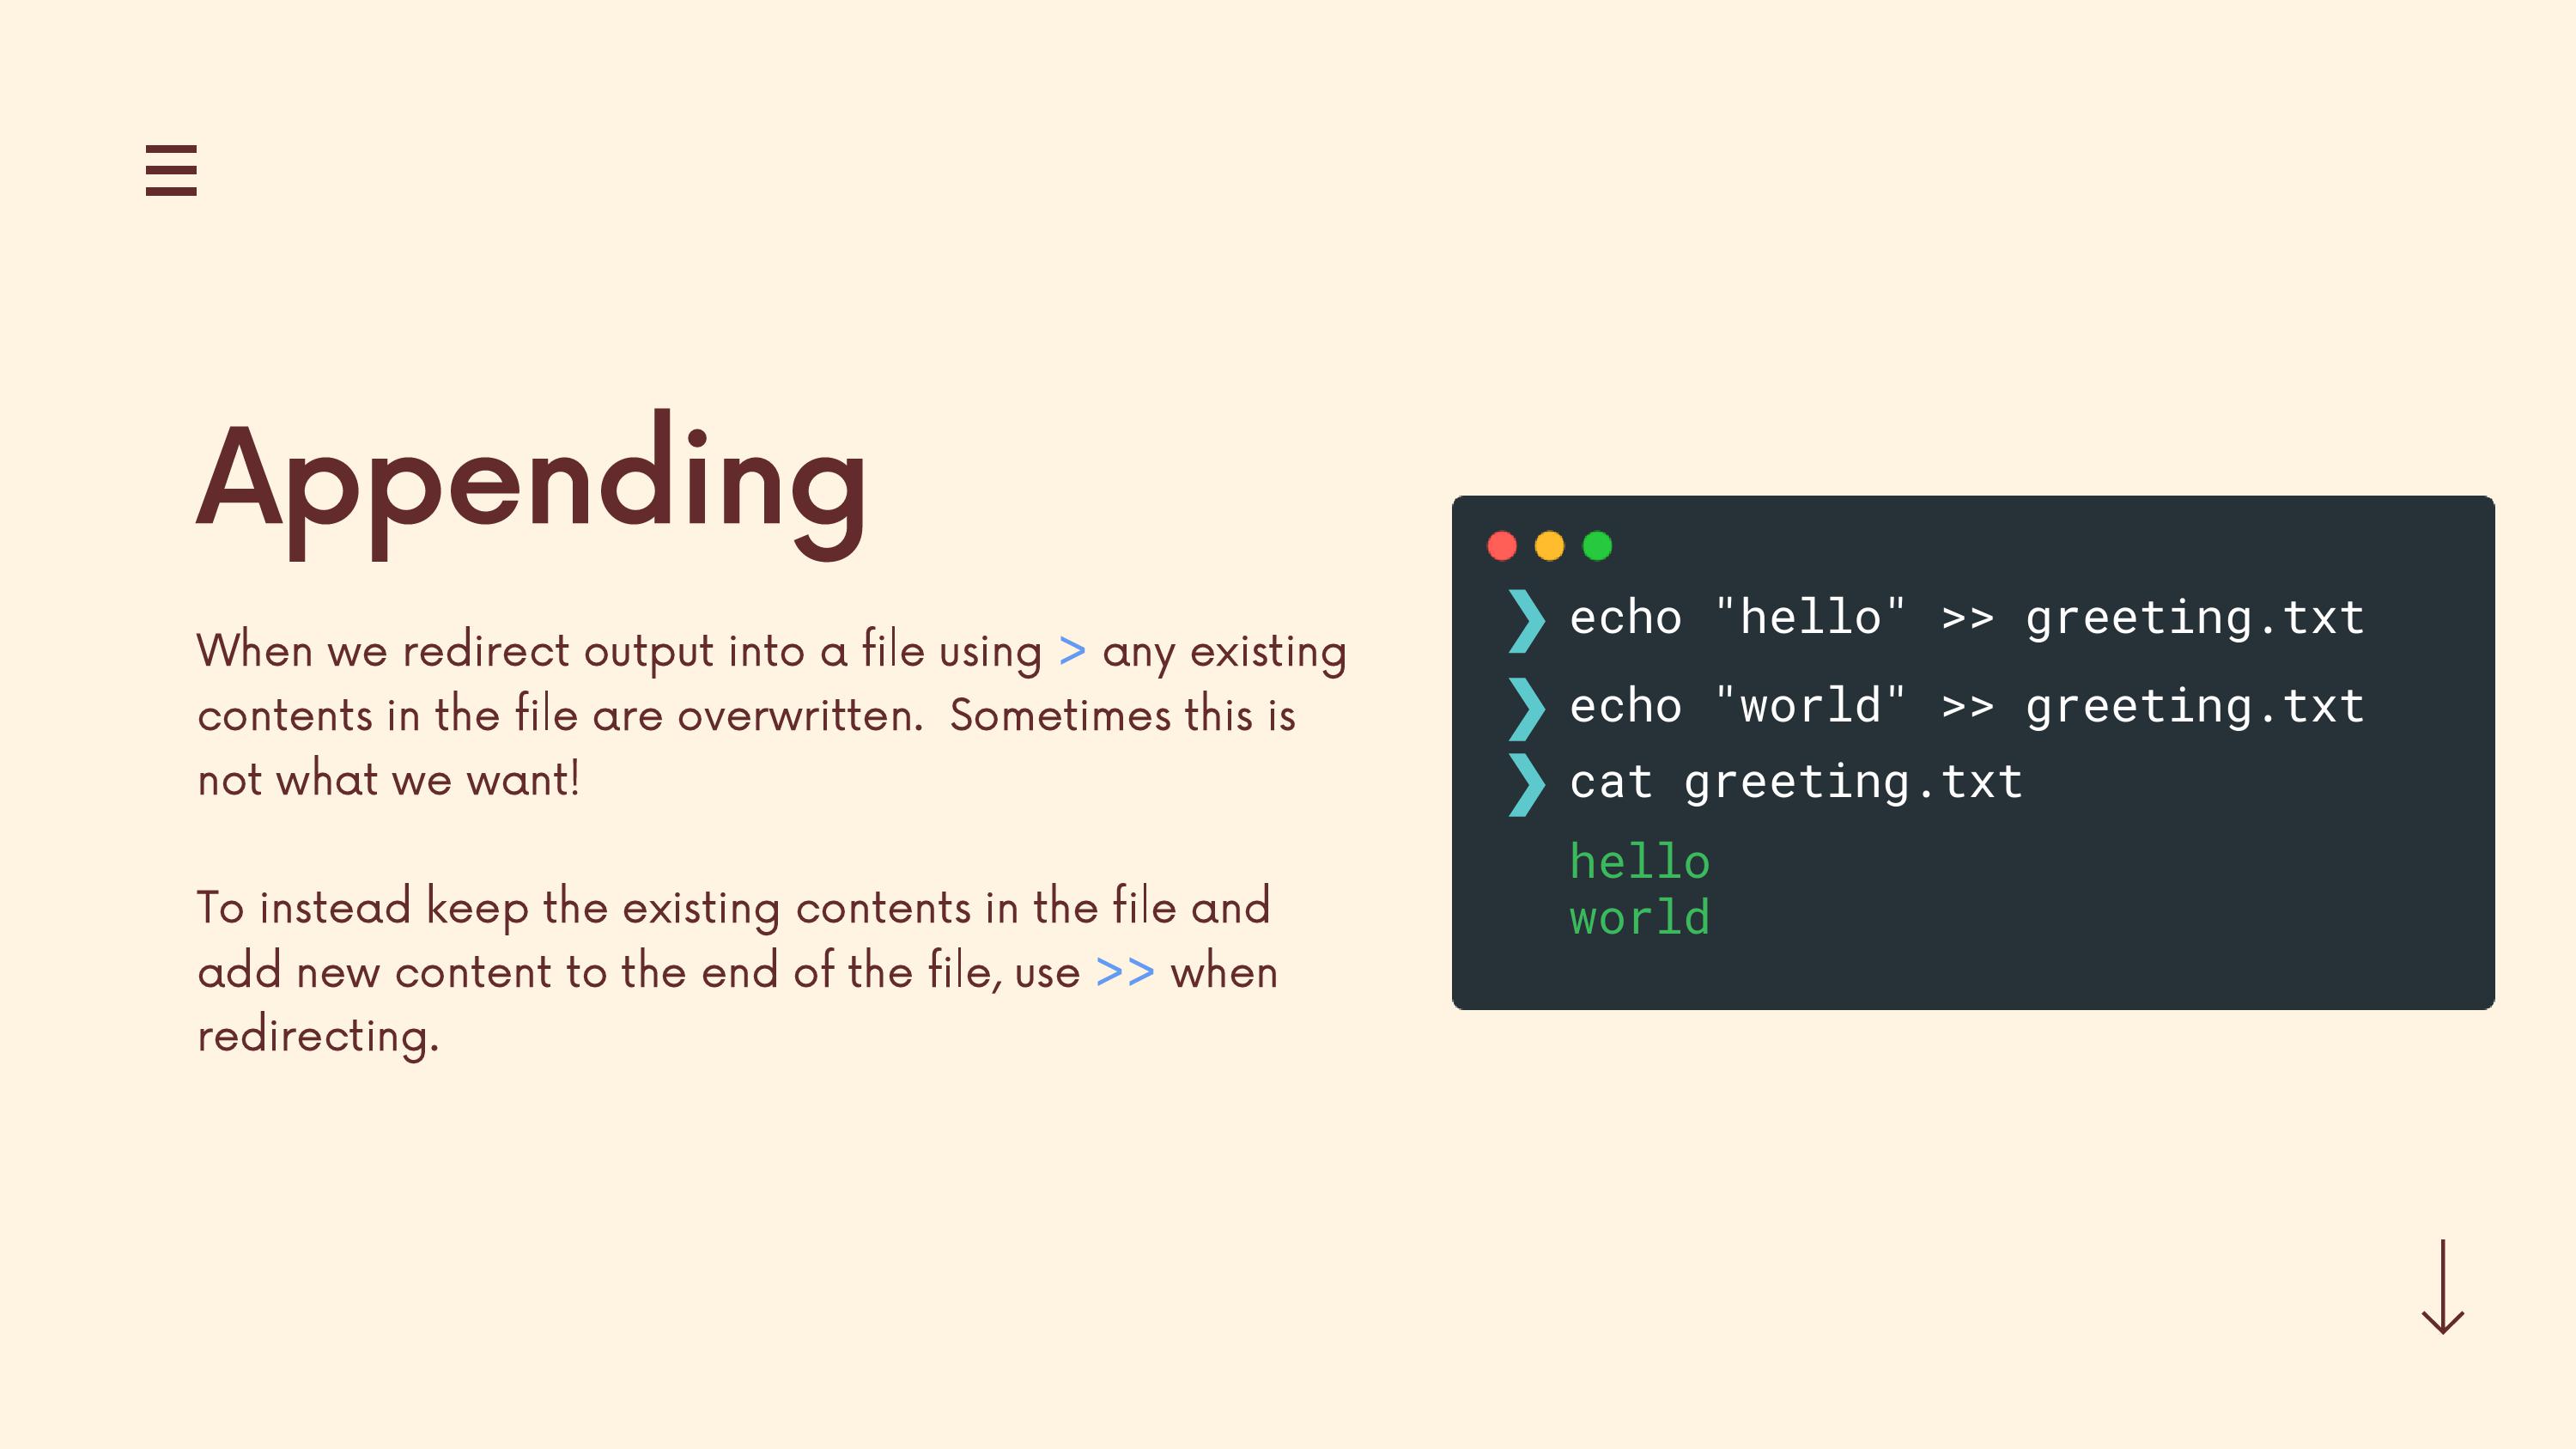 Appending
When we redirect output into a file using > any existing
contents in the file are overwritten.  Sometimes this is
not what we want!
To instead keep the existing contents in the file and
add new content to the end of the file, use >> when
redirecting.
❯ echo "hello" >> greeting.txt
❯ echo "world" >> greeting.txt
❯ cat greeting.txt
hello
world